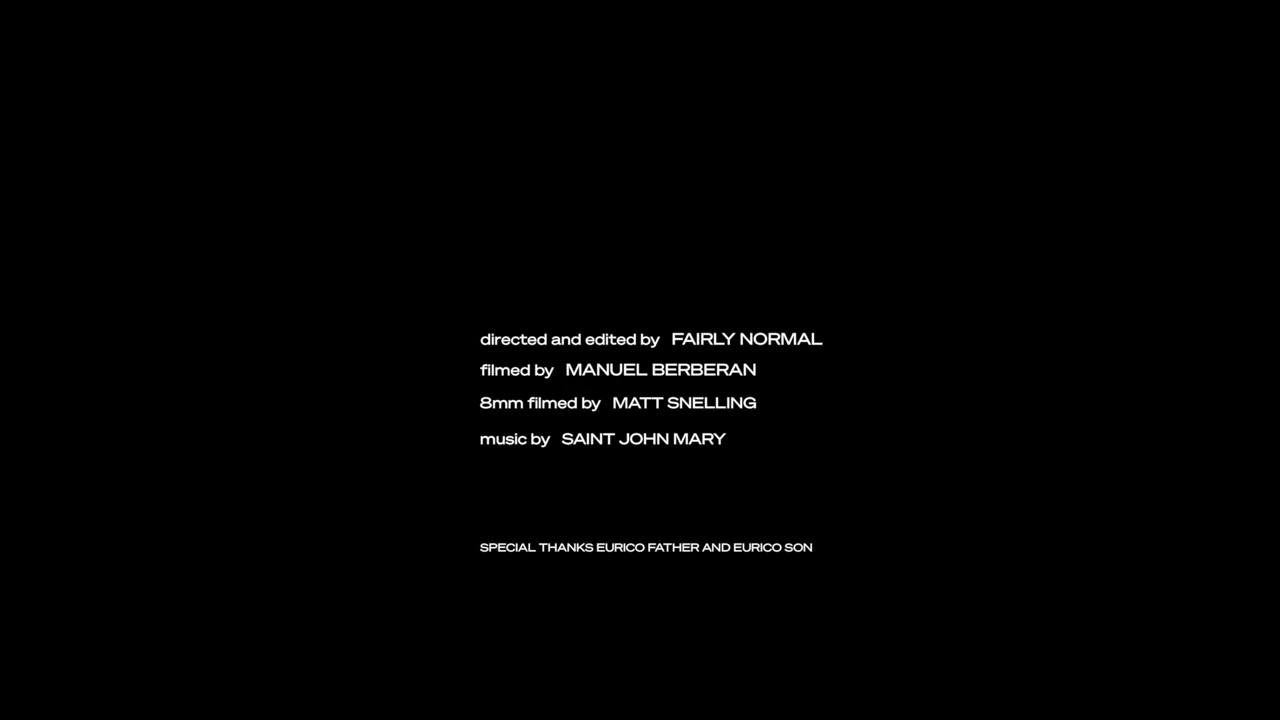 directed and edited by FAIRLY NORMAL
filmed by MANUEL BERBERAN
8mm filmed by MATT SNELLING
music by SAINT JOHN MARY
SPECIAL THANKS EURICO FATHER AND EURICO SON